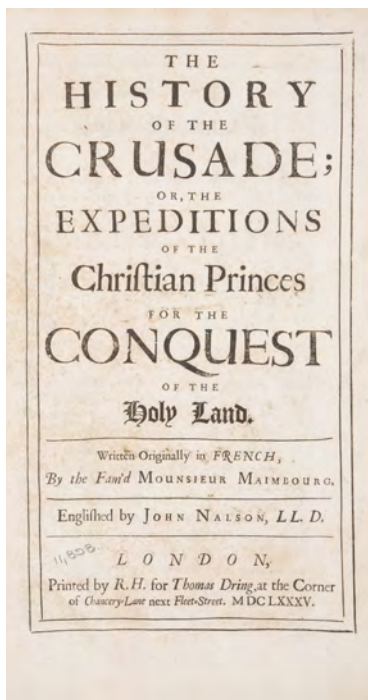 THE
HISTORY
OF THE
CRUSADE;
OR, THE
EXPEDITIONS
OF THE
Chriſtian Princes
FOR THE
CONQUEST
OF THE
Holy Land.
Written Originally in FRENCH,
By the Fam'd MOUNSIEUR MAIMBOURG.
Engliſhed by JOHN NALSON, LL. D.
11,808
LONDON,
Printed by R. H. for Thomas Dring, at the Corner
of Chancery-Lane next Fleet-Street. MDCLXXXV.